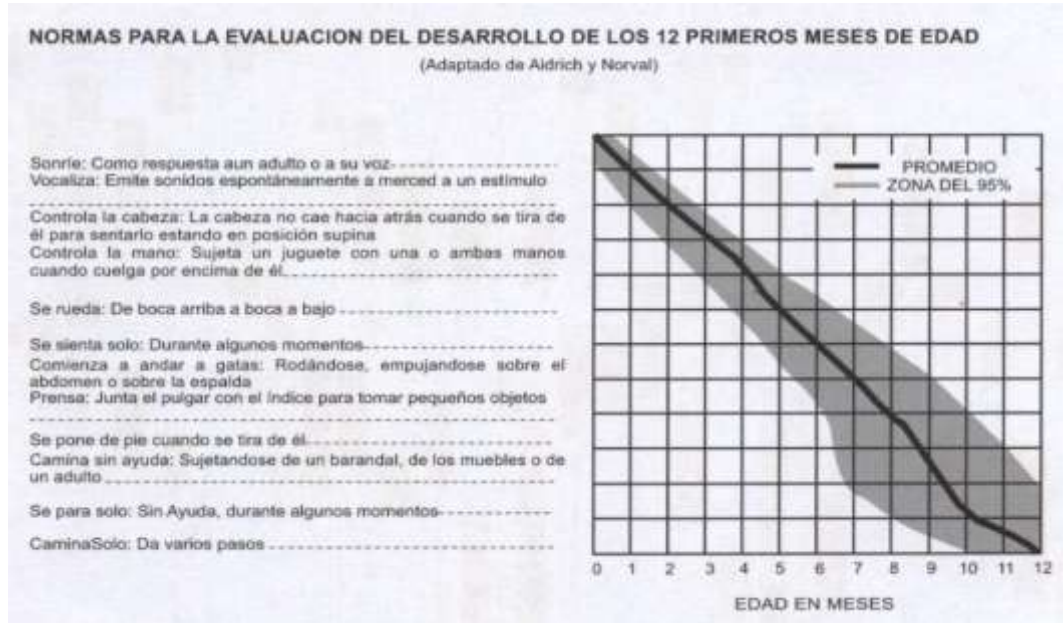 NORMAS PARA LA EVALUACION DEL DESARROLLO DE LOS 12 PRIMEROS MESES DE EDAD
(Adaptado de Aldrich y Norval)
Sonríe: Como respuesta aun adulto o a su voz
Vocaliza: Emite sonidos espontáneamente a merced a un estímulo
Controla la cabeza: La cabeza no cae hacia atrás cuando se tira de
él para sentarlo estando en posición supina
Controla la mano: Sujeta un juguete con una o ambas manos
cuando cuelga por encima de él.
Se rueda: De boca arriba a boca a bajo
Se sienta solo: Durante algunos momentos
Comienza a andar a gatas: Rodándose, empujandose sobre el
abdomen o sobre la espalda
Prensa: Junta el pulgar con el índice para tomar pequeños objetos
Se pone de pie cuando se tira de él
Camina sin ayuda: Sujetandose de un barandal, de los muebles o de
un adulto
Se para solo: Sin Ayuda, durante algunos momentos
CaminaSolo: Da varios pasos
PROMEDIO
ZONA DEL 95%
0 1 2 3 4 5 6 7 8 9 10 11 12
EDAD EN MESES